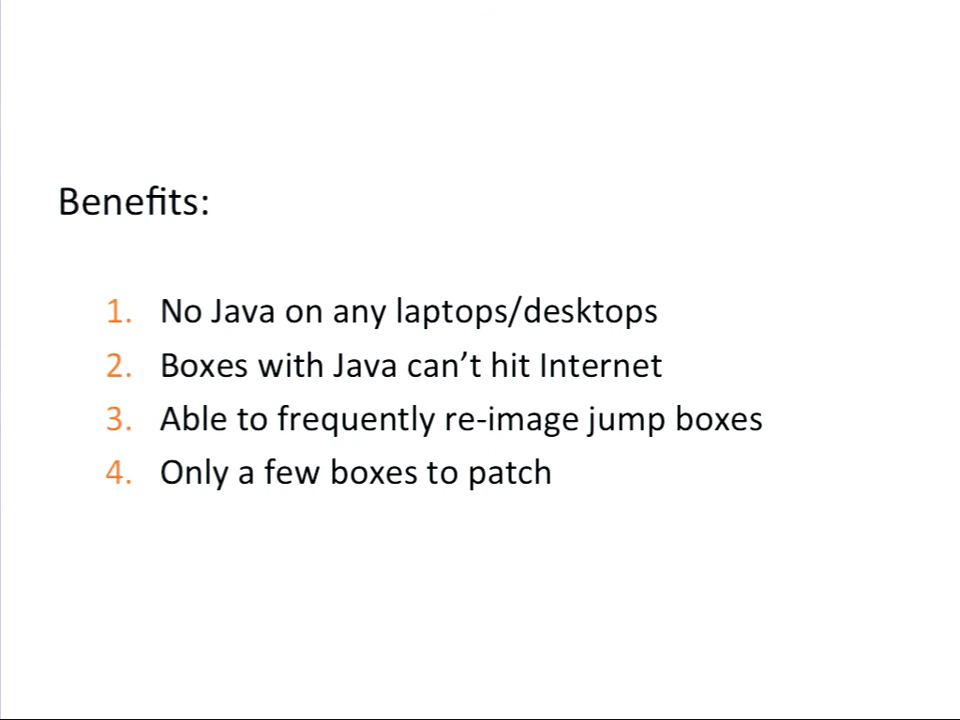 Benefits:
1. No Java on any laptops/desktops
2. Boxes with Java can’t hit Internet
3. Able to frequently re-image jump boxes
4. Only a few boxes to patch